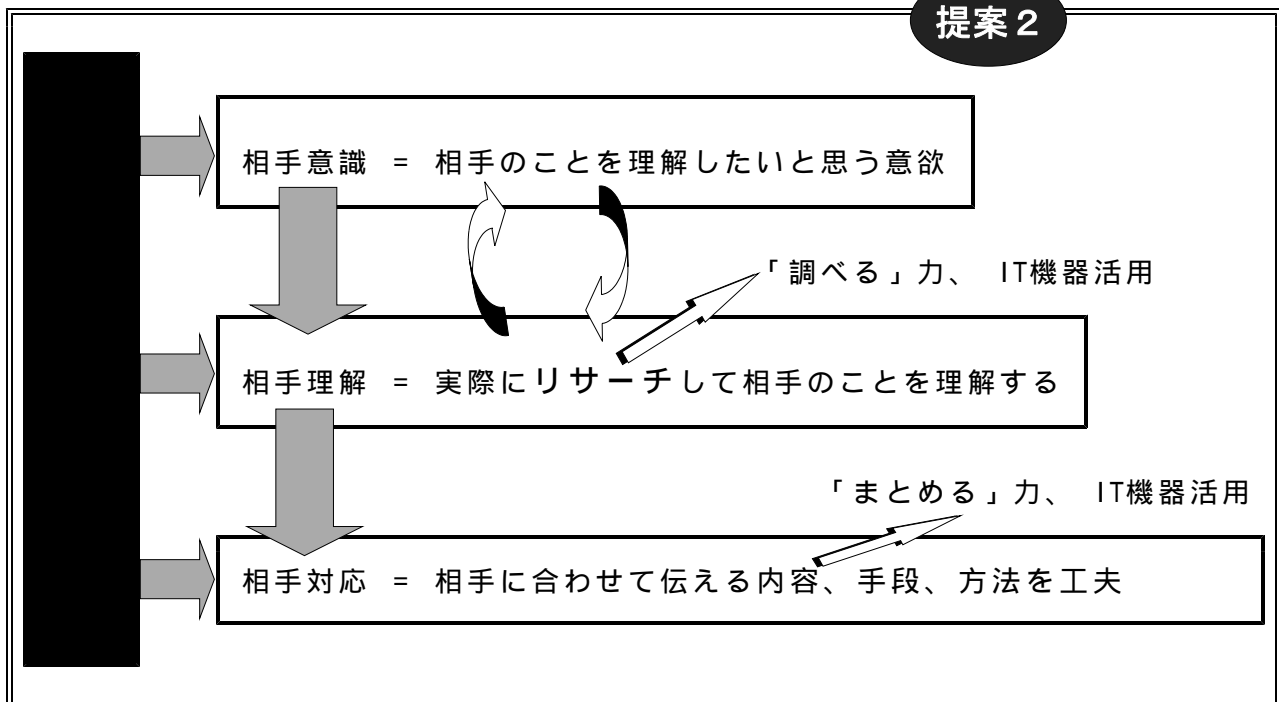 提案２
相手意識 = 相手のことを理解したいと思う意欲
「調べる」力、 IT機器活用
相手理解 = 実際にリサーチして相手のことを理解する
「まとめる」力、 IT機器活用
相手対応 = 相手に合わせて伝える内容、手段、方法を工夫